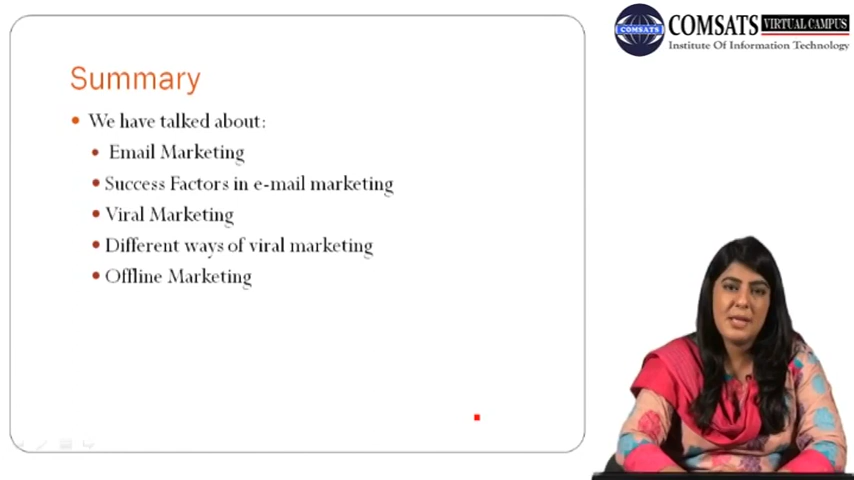 COMSATS VIRTUAL CAMPUS
COMSATS
Institute Of Information Technology
Summary
We have talked about:
Email Marketing
Success Factors in e-mail marketing
Viral Marketing
Different ways of viral marketing
Offline Marketing